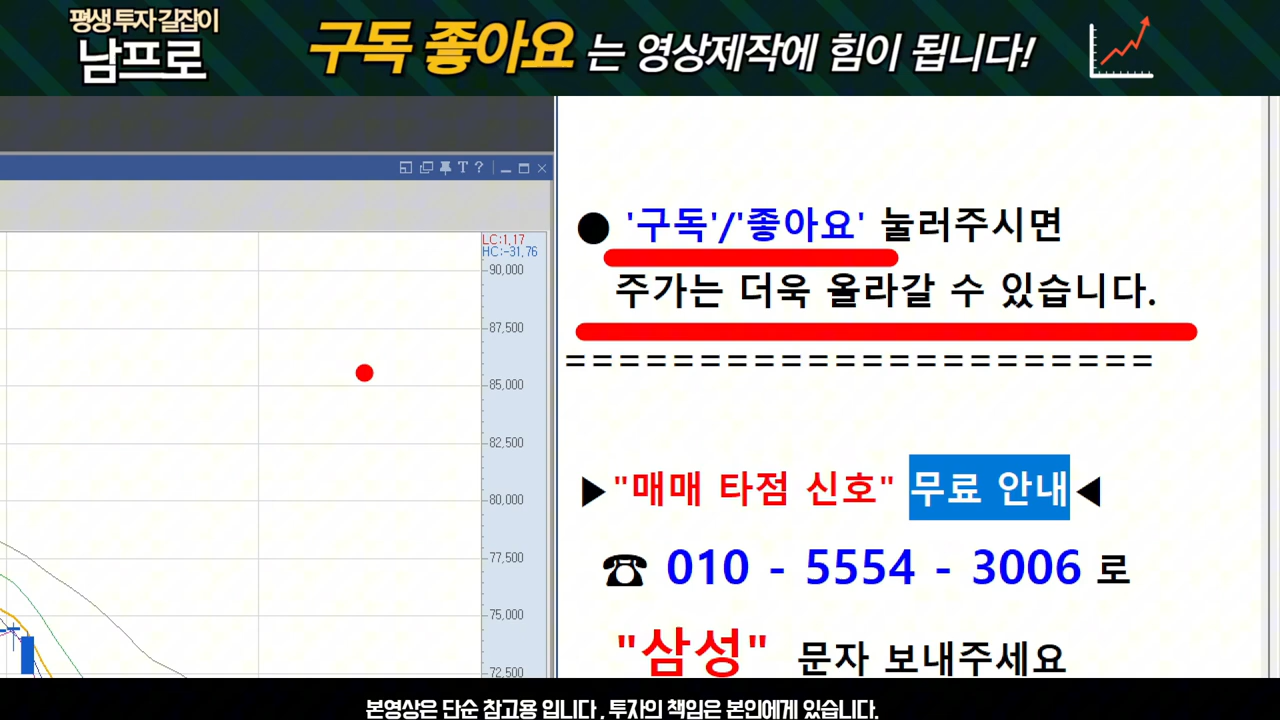 평생 투자 길잡이
남프로
구독 좋아요 는 영상제작에 힘이 됩니다!
T ?
LC:1.17
HC:-31.76
90,000
87,500
85,000
82,500
80,000
77,500
75,000
72,500
● '구독'/'좋아요' 눌러주시면
주가는 더욱 올라갈 수 있습니다.
======================
▶"매매 타점 신호" 무료 안내◀
☎ 010 - 5554 - 3006 로
"삼성" 문자 보내주세요
본영상은 단순 참고용 입니다 , 투자의 책임은 본인에게 있습니다.